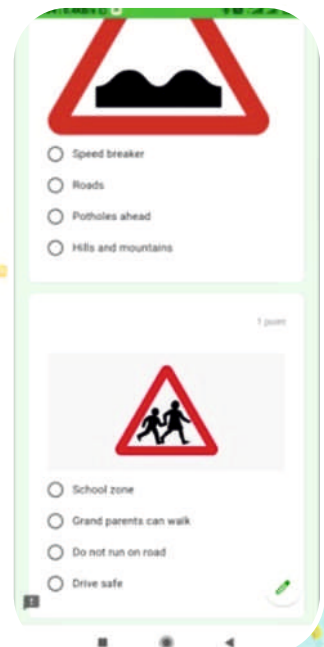 Speed breaker
Roads
Potholes ahead
Hills and mountains
1 point
School zone
Grand parents can walk
Do not run on road
Drive safe